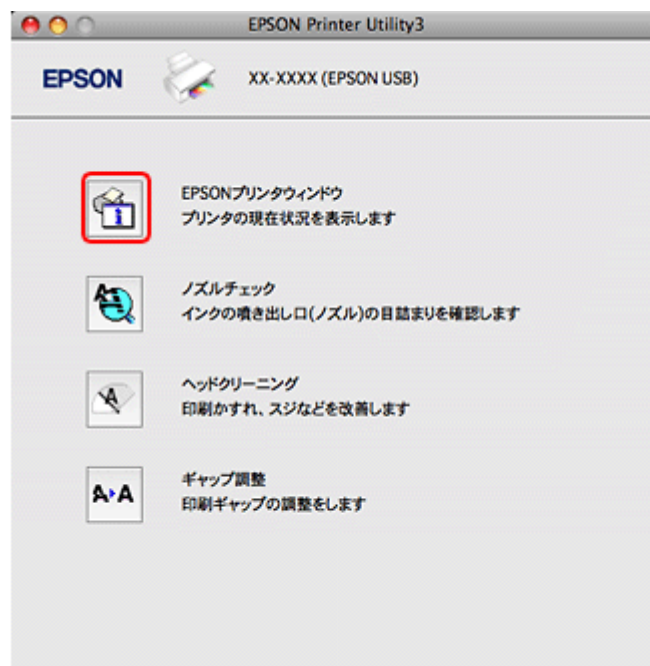 EPSON Printer Utility3
EPSON XX-XXXX (EPSON USB)
EPSONプリンタウィンドウ
プリンタの現在状況を表示します
ノズルチェック
インクの噴き出し口(ノズル)の目詰まりを確認します
ヘッドクリーニング
印刷かすれ、スジなどを改善します
ギャップ調整
印刷ギャップの調整をします